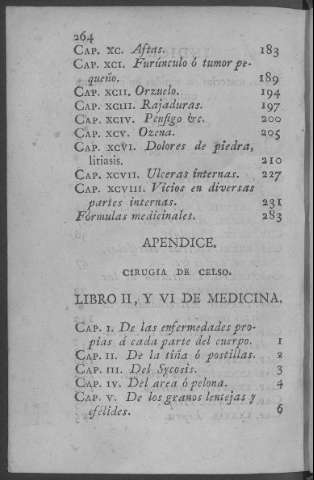 264
CAP. XC. Aftas. 183
CAP. XCI. Furúnculo ó tumor pe-
queño. 189
CAP. XCII. Orzuelo. 194
CAP. XCIII. Rajaduras. 197
CAP. XCIV. Pénfigo &c. 200
CAP. XCV. Ozena. 205
CAP. XCVI. Dolores de piedra,
litiasis. 210
CAP. XCVII. Ulceras internas. 227
CAP. XCVIII. Vicios en diversas
partes internas. 231
Fórmulas medicinales. 283
APENDICE.
CIRUGIA DE CELSO.
LIBRO II, Y VI DE MEDICINA.
CAP. I. De las enfermedades pro-
pias á cada parte del cuerpo. 1
CAP. II. De la tiña ó postillas. 2
CAP. III. Del Sycosis. 3
CAP. IV. Del area ó pelona. 4
CAP. V. De los granos lentejas y
efélides. 6